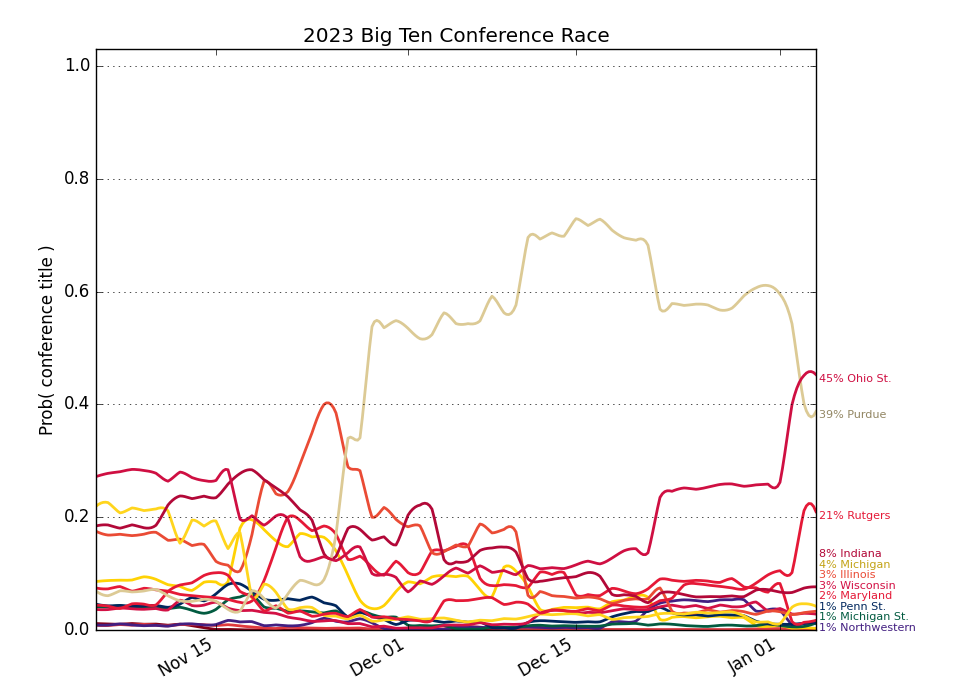 2023 Big Ten Conference Race
1.0
0.8
0.6
0.4
0.2
0.0
Prob( conference title )
Nov 15
Dec 01
Dec 15
Jan 01
45% Ohio St.
39% Purdue
21% Rutgers
8% Indiana
4% Michigan
3% Illinois
3% Wisconsin
2% Maryland
1% Penn St.
1% Michigan St.
1% Northwestern